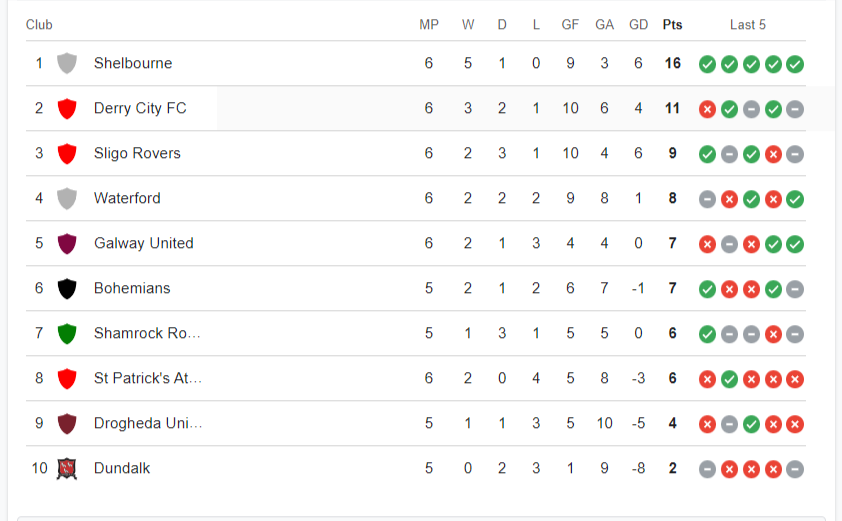 Club MP W D L GF GA GD Pts Last 5
1 Shelbourne 6 5 1 0 9 3 6 16
2 Derry City FC 6 3 2 1 10 6 4 11
3 Sligo Rovers 6 2 3 1 10 4 6 9
4 Waterford 6 2 2 2 9 8 1 8
5 Galway United 6 2 1 3 4 4 0 7
6 Bohemians 5 2 1 2 6 7 -1 7
7 Shamrock Ro... 5 1 3 1 5 5 0 6
8 St Patrick's At... 6 2 0 4 5 8 -3 6
9 Drogheda Uni... 5 1 1 3 5 10 -5 4
10 Dundalk 5 0 2 3 1 9 -8 2